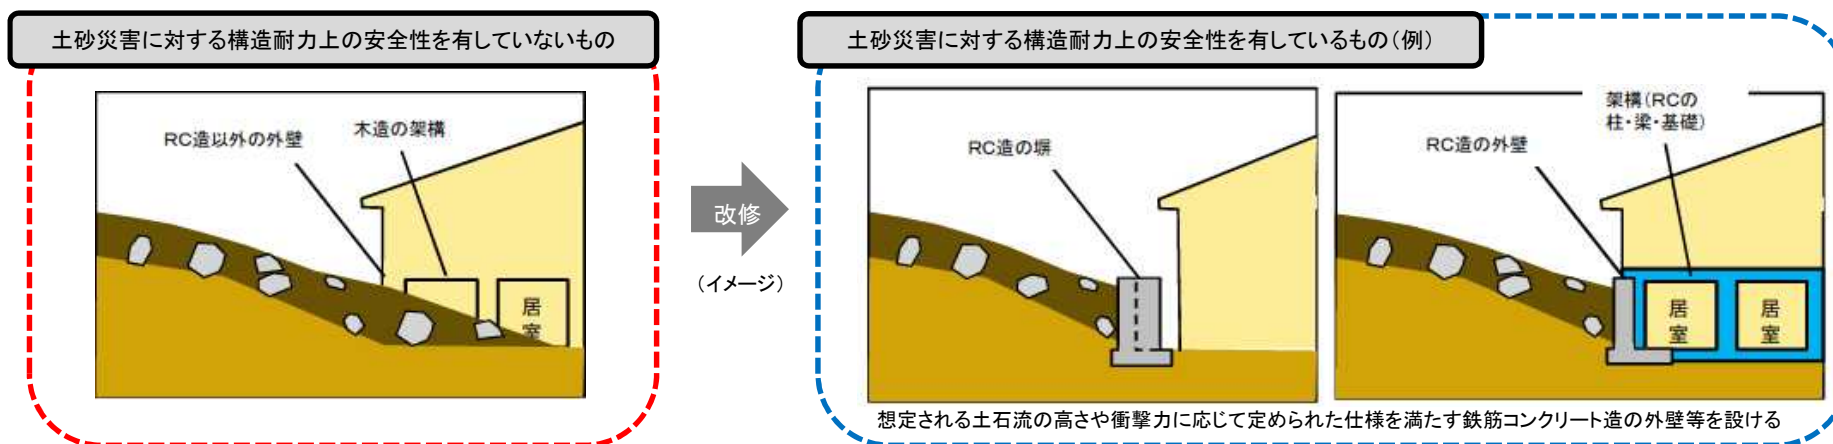 土砂災害に対する構造耐力上の安全性を有していないもの
RC造以外の外壁
木造の架構
居
室
改修
（イメージ）
土砂災害に対する構造耐力上の安全性を有しているもの（例）
RC造の塀
RC造の外壁
架構（RCの
柱・梁・基礎）
居
室
居
室
想定される土石流の高さや衝撃力に応じて定められた仕様を満たす鉄筋コンクリート造の外壁等を設ける